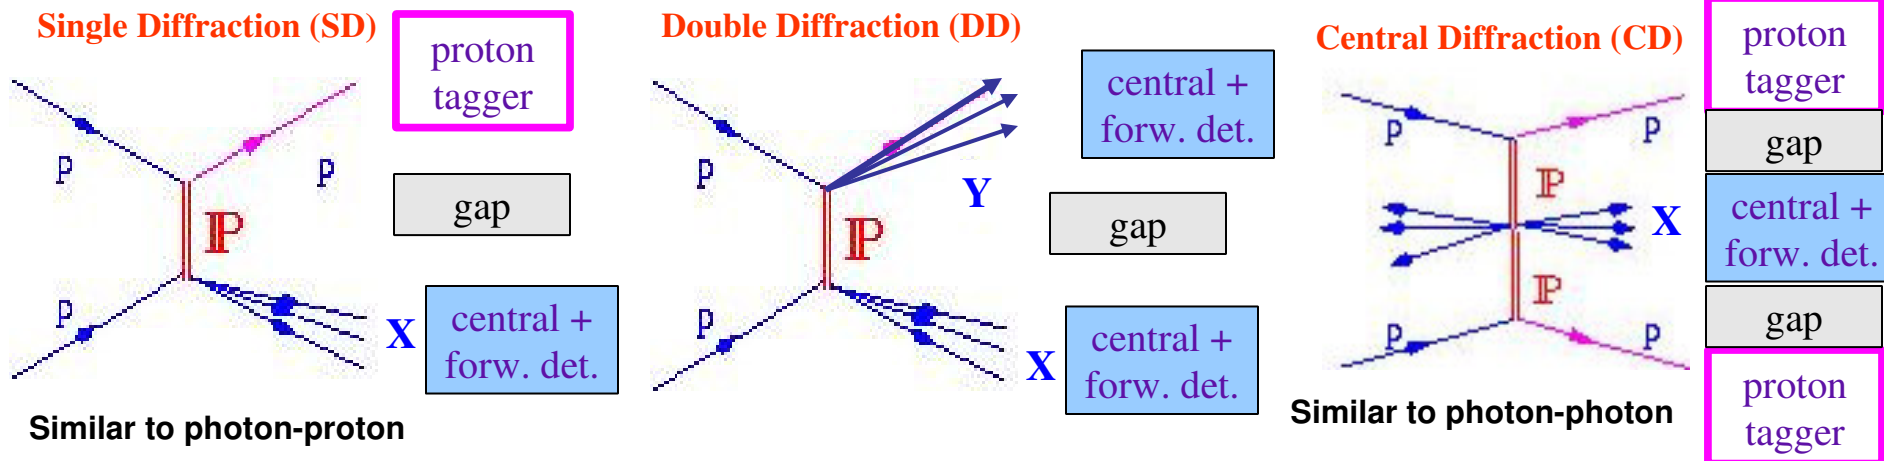 Single Diffraction (SD)
proton
tagger
p
p
gap
ℙ
p
X
central +
forw. det.
Similar to photon-proton
Double Diffraction (DD)
central +
forw. det.
p
Y
gap
ℙ
p
X
central +
forw. det.
Central Diffraction (CD)
proton
tagger
p
p
gap
ℙ
X
central +
forw. det.
ℙ
gap
p
p
proton
tagger
Similar to photon-photon